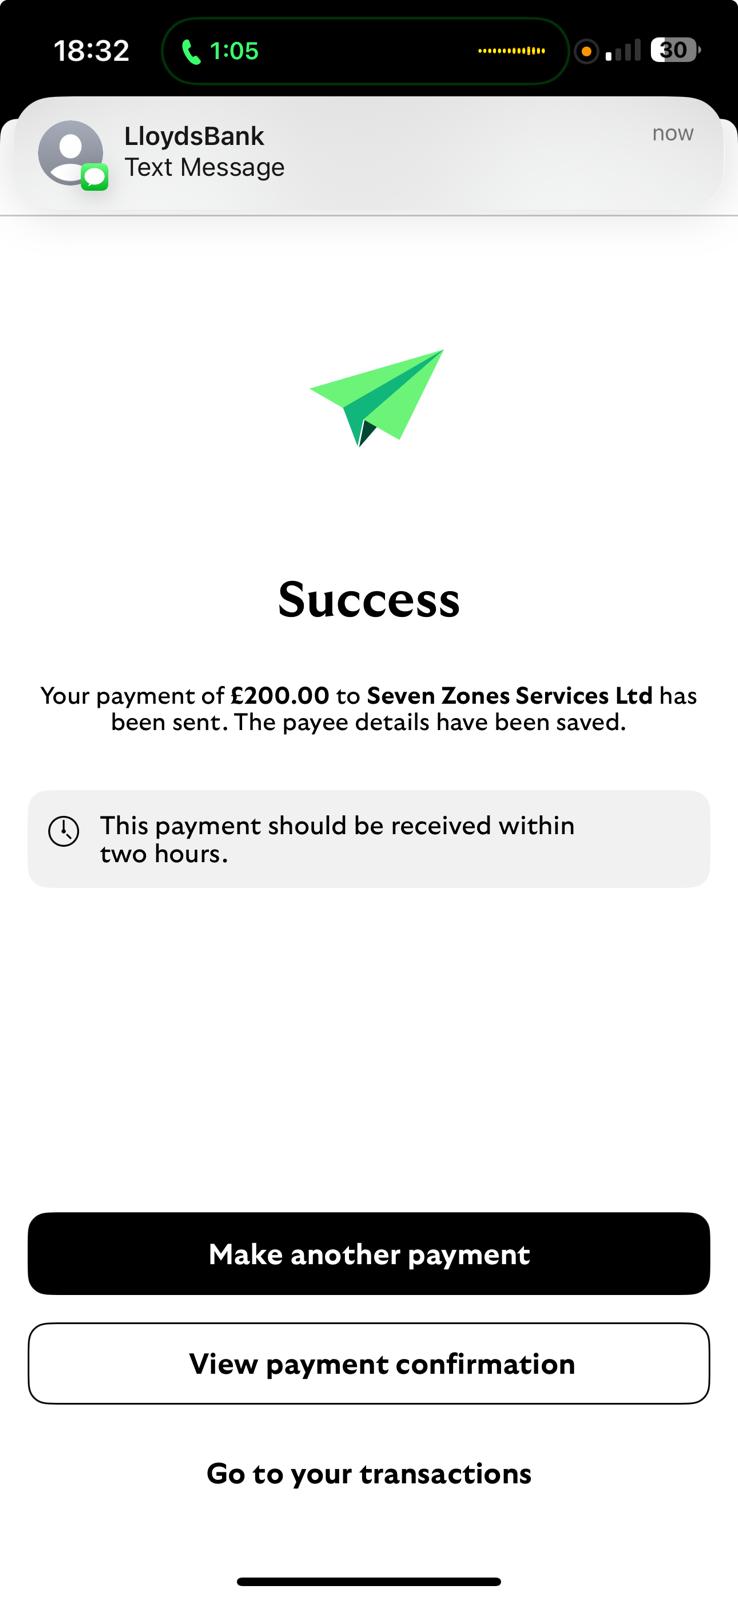 18:32
1:05
30
LloydsBank
now
Text Message
Success
Your payment of £200.00 to Seven Zones Services Ltd has
been sent. The payee details have been saved.
This payment should be received within
two hours.
Make another payment
View payment confirmation
Go to your transactions